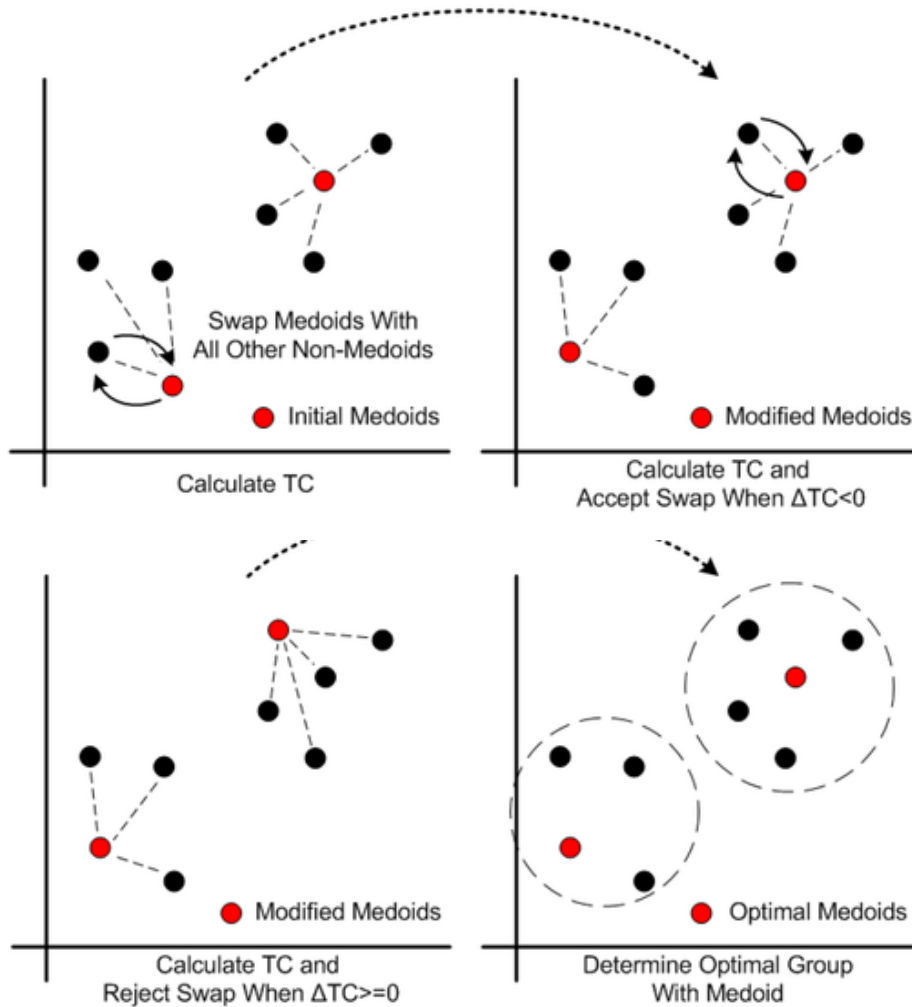 Swap Medoids With
All Other Non-Medoids
Initial Medoids
Calculate TC
Modified Medoids
Calculate TC and
Accept Swap When ΔTC<0
Modified Medoids
Calculate TC and
Reject Swap When ΔTC>=0
Optimal Medoids
Determine Optimal Group
With Medoid